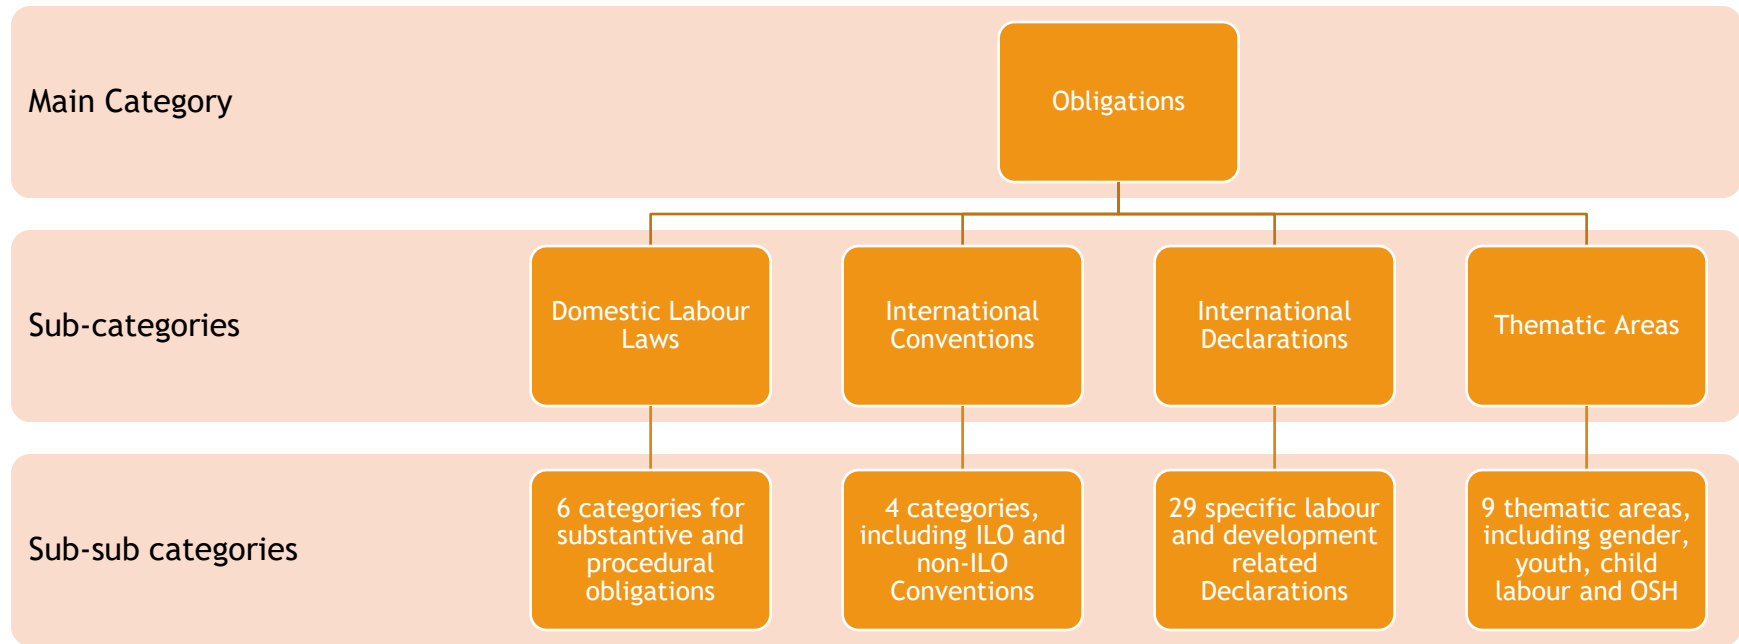 Main Category
Obligations
Sub-categories
Domestic Labour
Laws
International
Conventions
International
Declarations
Thematic Areas
Sub-sub categories
6 categories for
substantive and
procedural
obligations
4 categories,
including ILO and
non-ILO
Conventions
29 specific labour
and development
related
Declarations
9 thematic areas,
including gender,
youth, child
labour and OSH